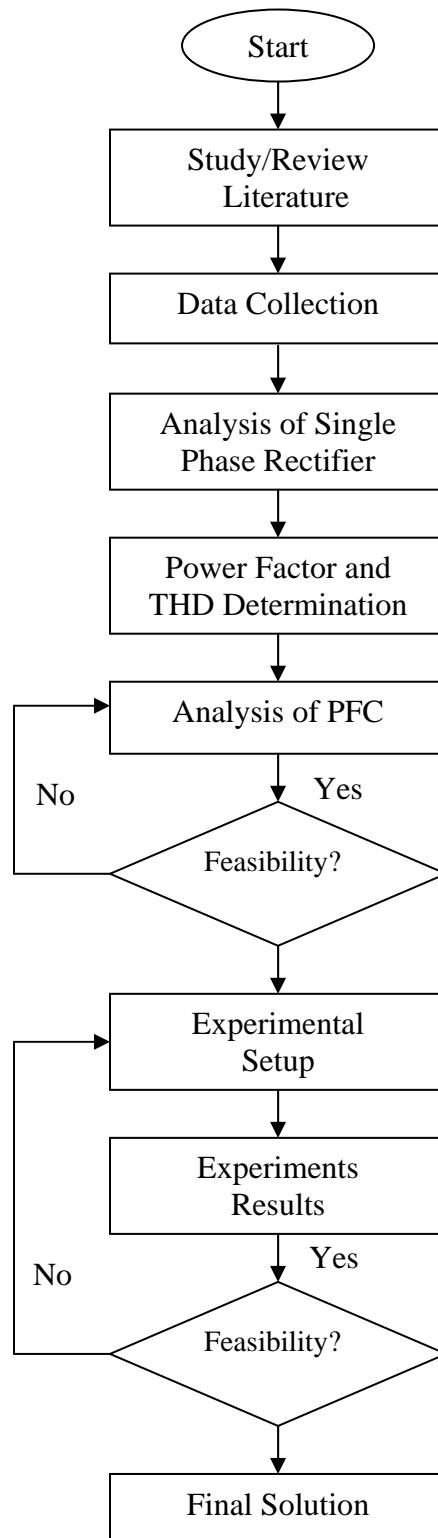 Start
Study/Review
Literature
Data Collection
Analysis of Single
Phase Rectifier
Power Factor and
THD Determination
Analysis of PFC
No
Yes
Feasibility?
Experimental
Setup
Experiments
Results
Yes
No
Feasibility?
Final Solution